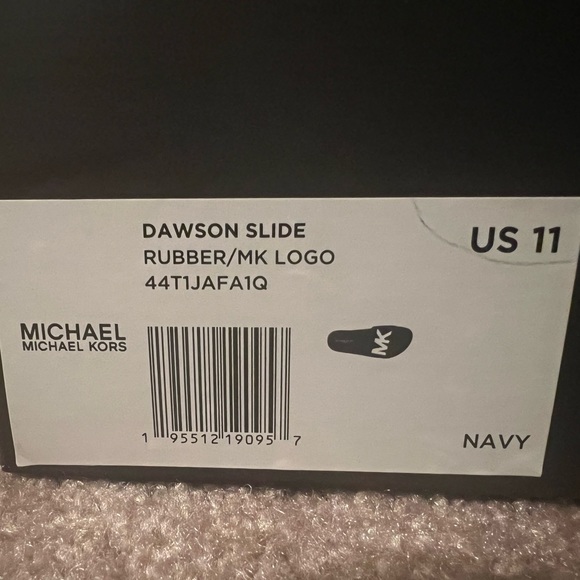 DAWSON SLIDE
RUBBER/MK LOGO
44T1JAFA1Q
US 11
MICHAEL
MICHAEL KORS
MK
1 95512 19095 7
NAVY